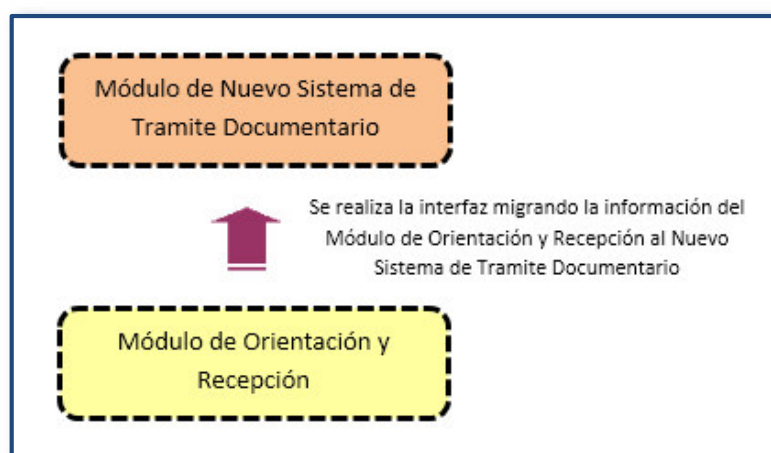 Módulo de Nuevo Sistema de
Tramite Documentario
Se realiza la interfaz migrando la información del
Módulo de Orientación y Recepción al Nuevo
Sistema de Tramite Documentario
Módulo de Orientación y
Recepción